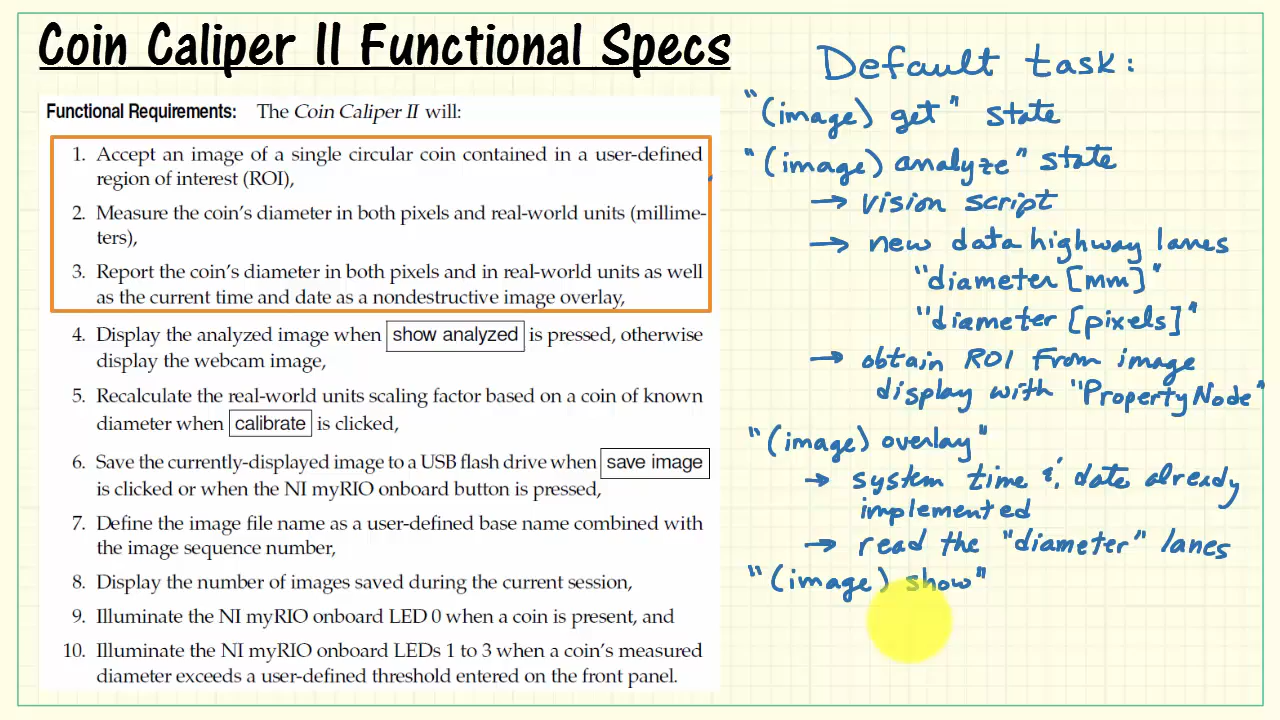 Coin Caliper II Functional Specs
Functional Requirements: The Coin Caliper II will:
1. Accept an image of a single circular coin contained in a user-defined
region of interest (ROI),
2. Measure the coin's diameter in both pixels and real-world units (millime-
ters),
3. Report the coin's diameter in both pixels and in real-world units as well
as the current time and date as a nondestructive image overlay,
4. Display the analyzed image when show analyzed is pressed, otherwise
display the webcam image,
5. Recalculate the real-world units scaling factor based on a coin of known
diameter when calibrate is clicked,
6. Save the currently-displayed image to a USB flash drive when save image
is clicked or when the NI myRIO onboard button is pressed,
7. Define the image file name as a user-defined base name combined with
the image sequence number,
8. Display the number of images saved during the current session,
9. Illuminate the NI myRIO onboard LED 0 when a coin is present, and
10. Illuminate the NI myRIO onboard LEDs 1 to 3 when a coin's measured
diameter exceeds a user-defined threshold entered on the front panel.
Default task:
"(image) get" state
"(image) analyze" state
→ vision script
→ new data highway lanes
"diameter [mm]"
"diameter [pixels]"
→ obtain ROI from image
display with "PropertyNode"
"(image) overlay"
→ system time & date already
implemented
→ read the "diameter" lanes
"(image) show"